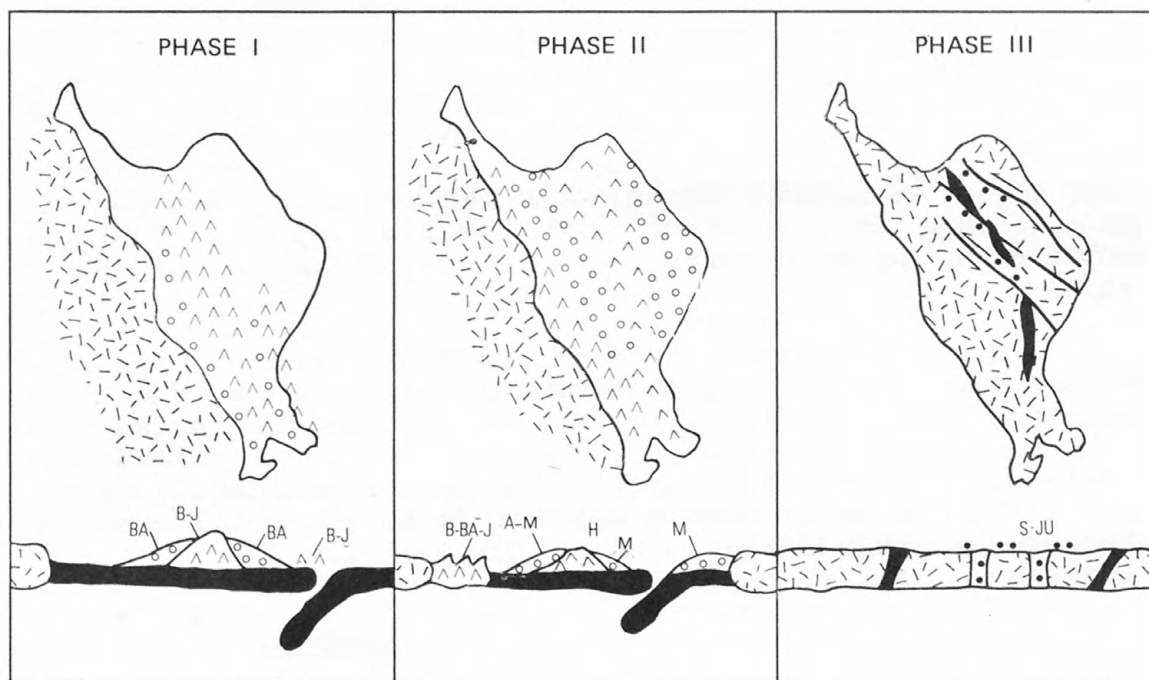 PHASE I
PHASE II
PHASE III
B-J
BA
BA
B-J
B-BA-J
A-M
H
M
M
S-JU